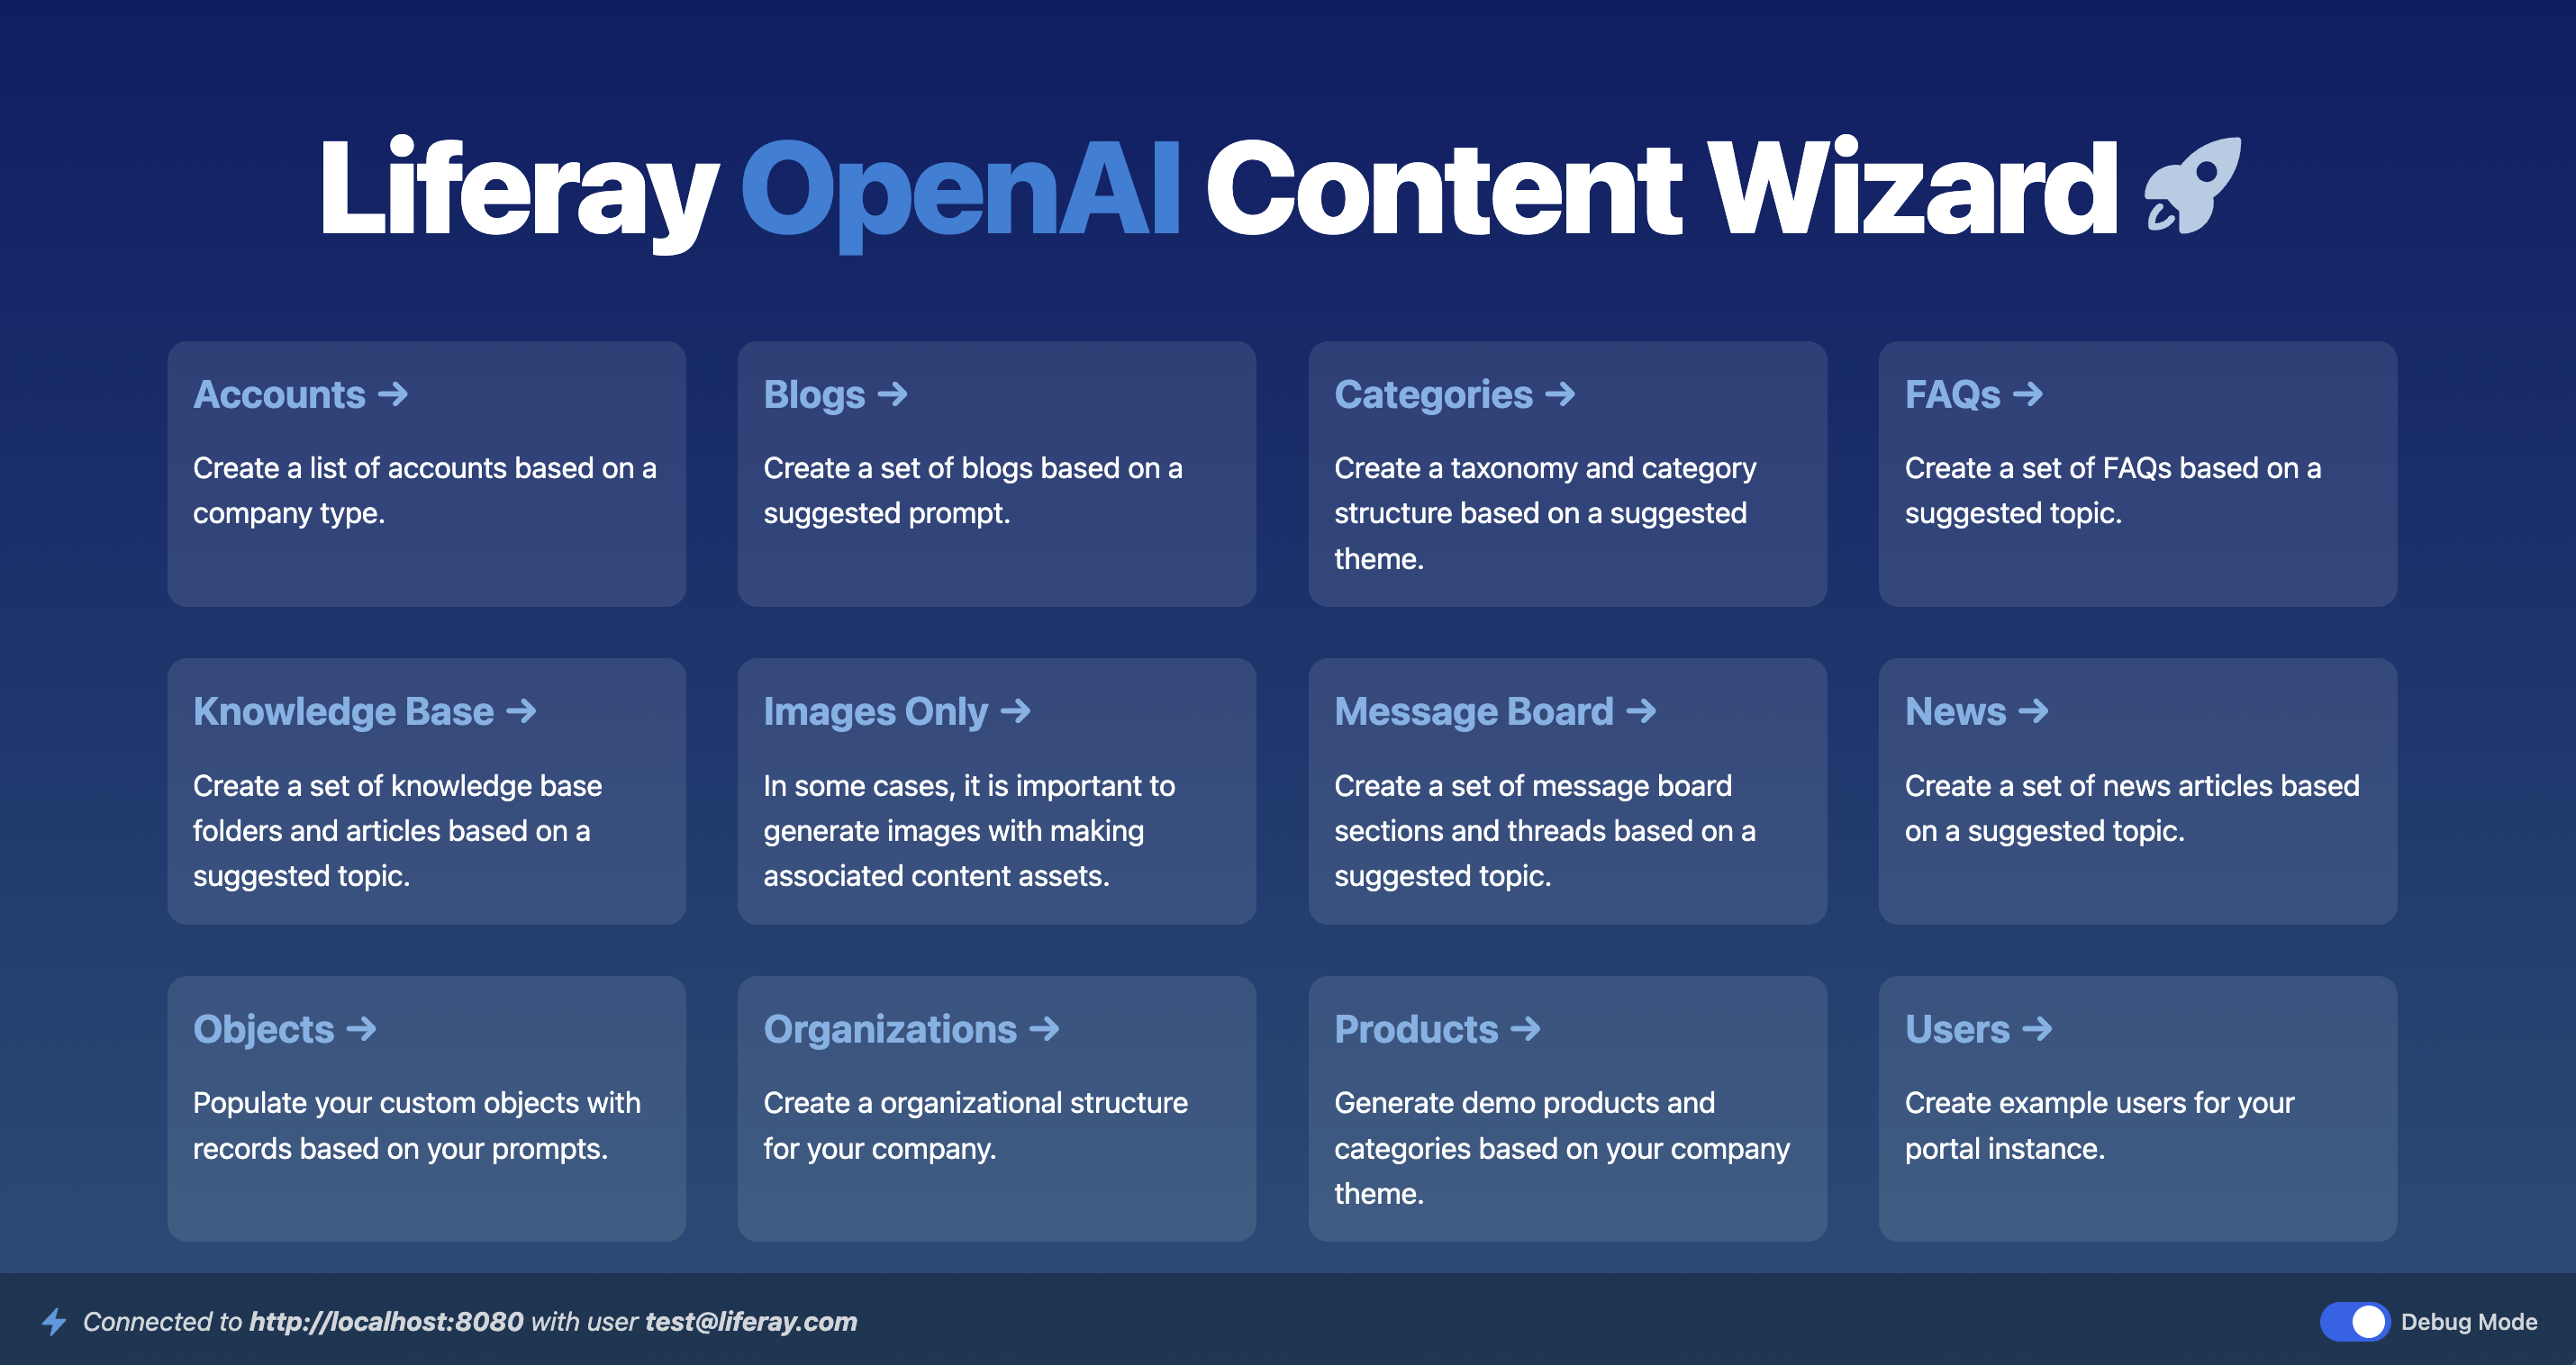 Liferay OpenAI Content Wizard
Accounts →
Create a list of accounts based on a
company type.
Blogs →
Create a set of blogs based on a
suggested prompt.
Categories →
Create a taxonomy and category
structure based on a suggested
theme.
FAQs →
Create a set of FAQs based on a
suggested topic.
Knowledge Base →
Create a set of knowledge base
folders and articles based on a
suggested topic.
Images Only →
In some cases, it is important to
generate images with making
associated content assets.
Message Board →
Create a set of message board
sections and threads based on a
suggested topic.
News →
Create a set of news articles based
on a suggested topic.
Objects →
Populate your custom objects with
records based on your prompts.
Organizations →
Create a organizational structure
for your company.
Products →
Generate demo products and
categories based on your company
theme.
Users →
Create example users for your
portal instance.
Connected to http://localhost:8080 with user test@liferay.com
Debug Mode